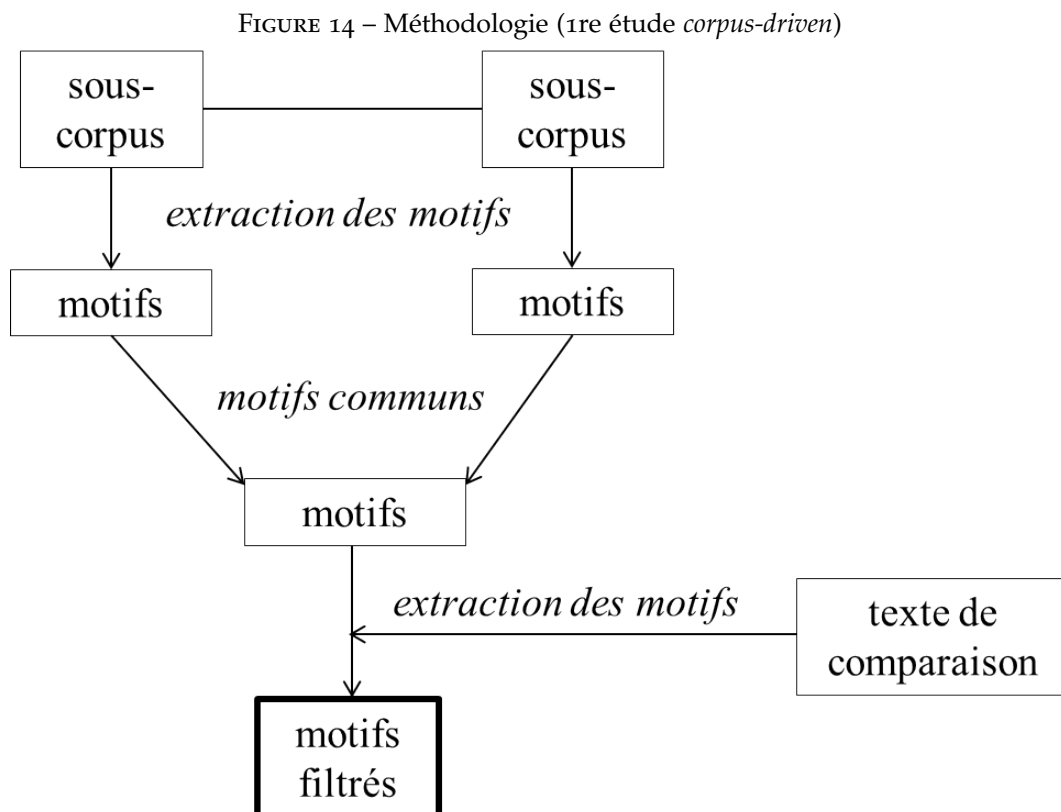 FIGURE 14 – Méthodologie (1re étude corpus-driven)
sous-
corpus
sous-
corpus
extraction des motifs
motifs
motifs
motifs communs
motifs
extraction des motifs
texte de
comparaison
motifs
filtrés